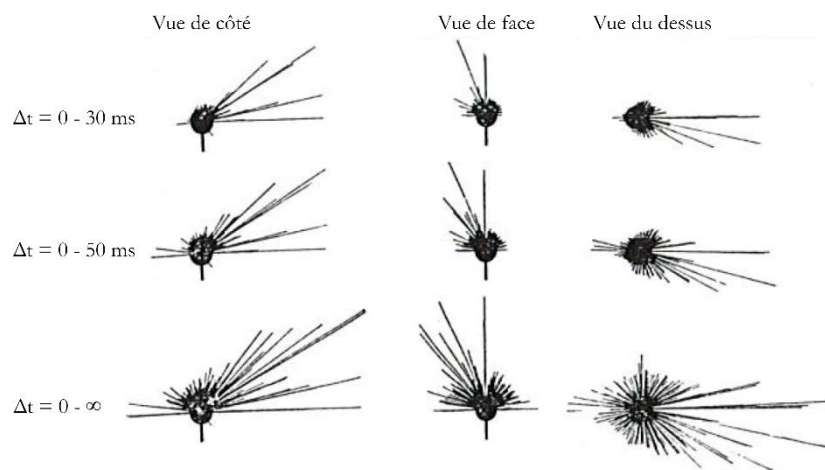 Vue de côté
Vue de face
Vue du dessus
Δt = 0 - 30 ms
Δt = 0 - 50 ms
Δt = 0 - ∞